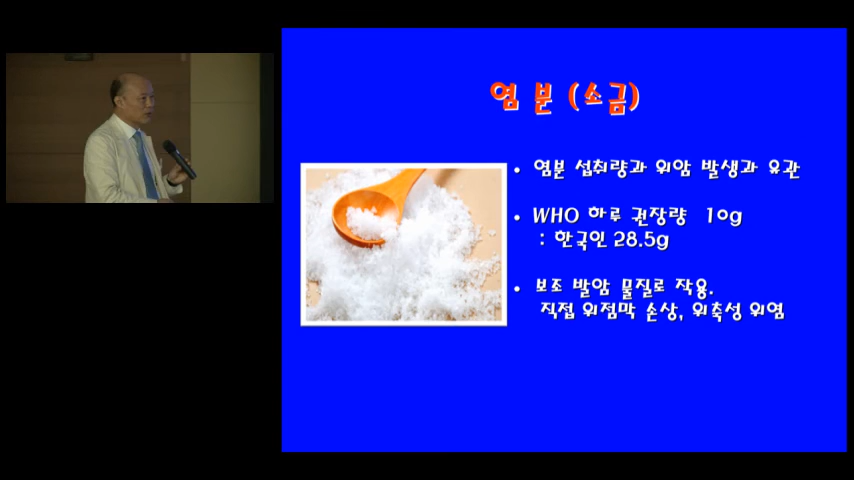 염 분 (소금)
• 염분 섭취량과 위암 발생과 유관
• WHO 하루 권장량 10g
: 한국인 28.5g
• 보조 발암 물질로 작용.
직접 위점막 손상, 위축성 위염